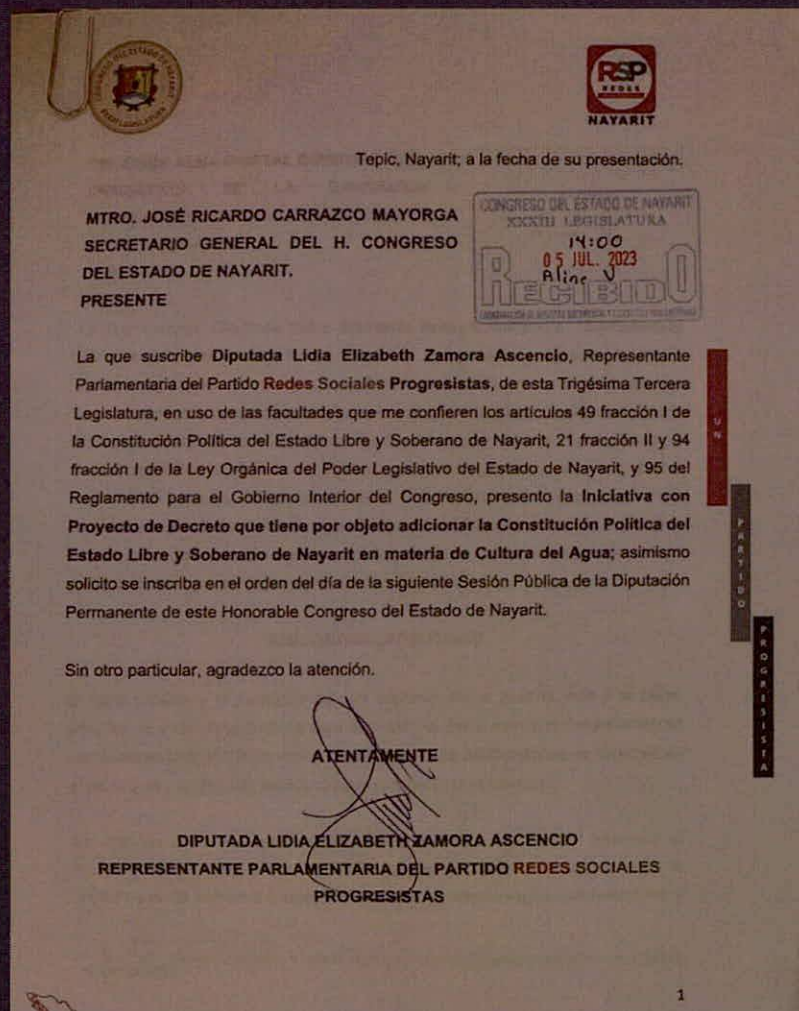 RSP
REDES
NAYARIT
Tepic, Nayarit; a la fecha de su presentación.
MTRO. JOSÉ RICARDO CARRAZCO MAYORGA
SECRETARIO GENERAL DEL H. CONGRESO
DEL ESTADO DE NAYARIT.
PRESENTE
CONGRESO DEL ESTADO DE NAYARIT
XXXIII LEGISLATURA
14:00
05 JUL. 2023
Aline V
RECIBIDO
La que suscribe Diputada Lidia Elizabeth Zamora Ascencio, Representante
Parlamentaria del Partido Redes Sociales Progresistas, de esta Trigésima Tercera
Legislatura, en uso de las facultades que me confieren los artículos 49 fracción I de
la Constitución Política del Estado Libre y Soberano de Nayarit, 21 fracción II y 94
fracción I de la Ley Orgánica del Poder Legislativo del Estado de Nayarit, y 95 del
Reglamento para el Gobierno Interior del Congreso, presento la Iniciativa con
Proyecto de Decreto que tiene por objeto adicionar la Constitución Política del
Estado Libre y Soberano de Nayarit en materia de Cultura del Agua; asimismo
solicito se inscriba en el orden del día de la siguiente Sesión Pública de la Diputación
Permanente de este Honorable Congreso del Estado de Nayarit.
UN
PARTIDO
PROGRESISTA
Sin otro particular, agradezco la atención.
ATENTAMENTE
DIPUTADA LIDIA ELIZABETH ZAMORA ASCENCIO
REPRESENTANTE PARLAMENTARIA DEL PARTIDO REDES SOCIALES
PROGRESISTAS
1